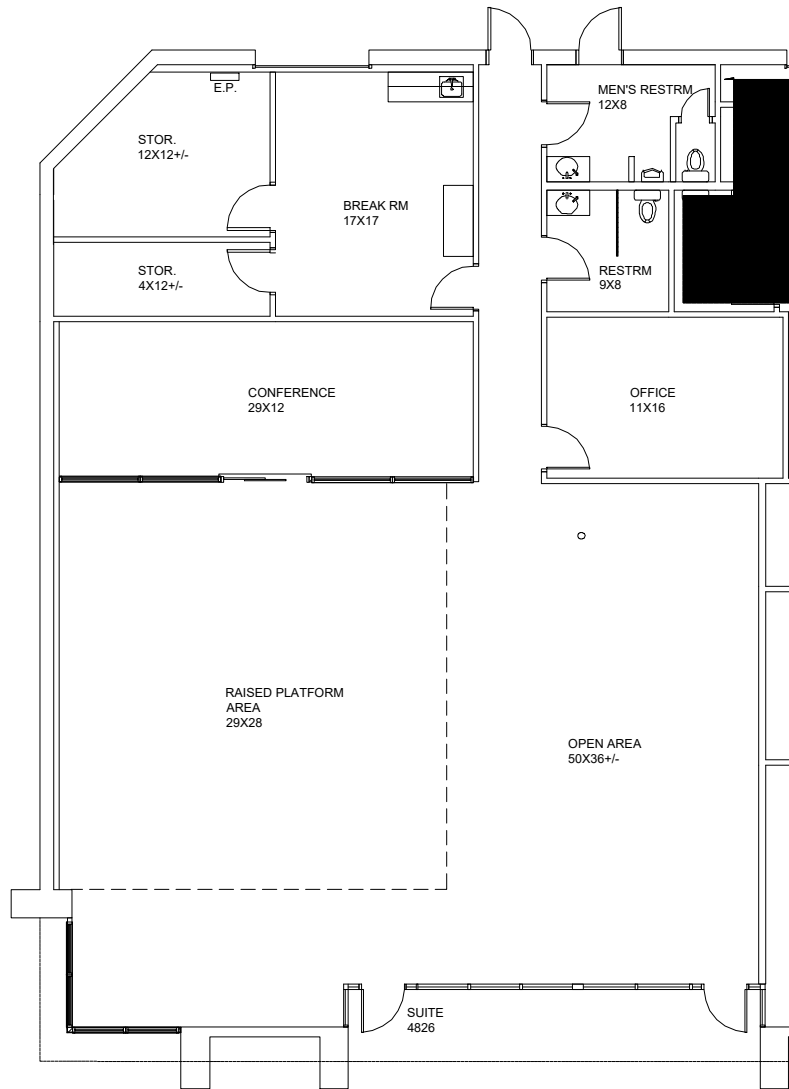 E.P.
MEN'S RESTRM
12X8
STOR.
12X12+/-
BREAK RM
17X17
STOR.
4X12+/-
RESTRM
9X8
CONFERENCE
29X12
OFFICE
11X16
RAISED PLATFORM
AREA
29X28
OPEN AREA
50X36+/-
SUITE
4826